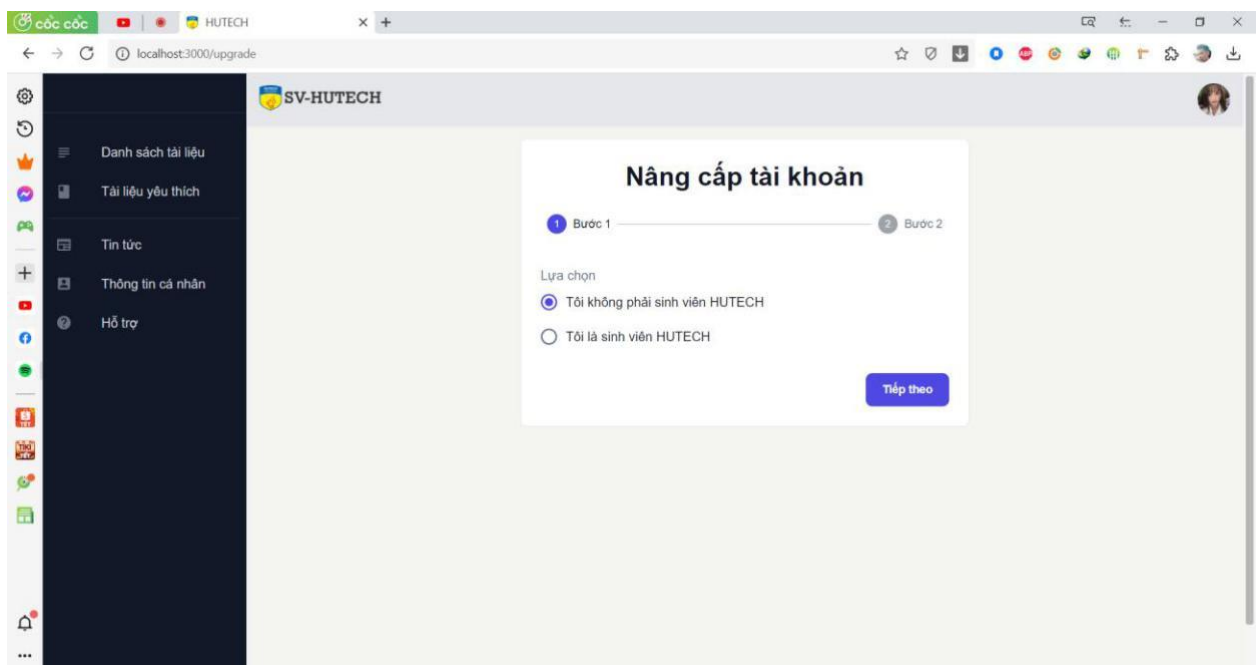 cốc cốc
HUTECH
localhost:3000/upgrade
SV-HUTECH
Danh sách tài liệu
Tài liệu yêu thích
Tin tức
Thông tin cá nhân
Hỗ trợ
Nâng cấp tài khoản
1 Bước 1
2 Bước 2
Lựa chọn
Tôi không phải sinh viên HUTECH
Tôi là sinh viên HUTECH
Tiếp theo